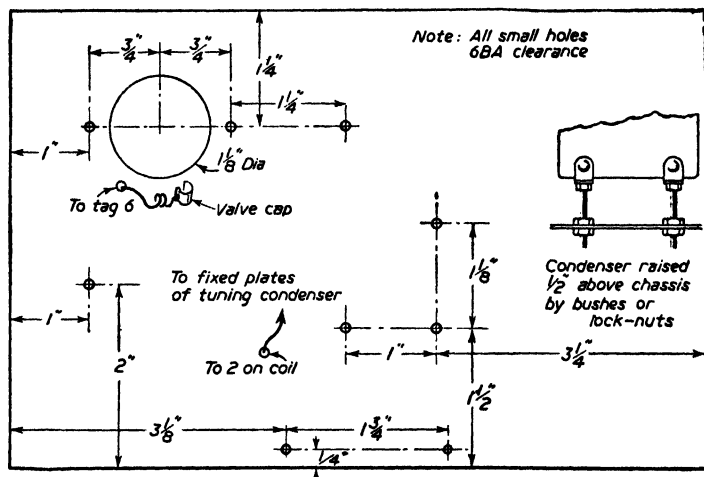 Note: All small holes
6BA clearance
3/4"
3/4"
1 1/4"
1 1/4"
1"
1 1/8" Dia
To tag 6
Valve cap
To fixed plates
of tuning condenser
1 1/8"
Condenser raised
1/2" above chassis
by bushes or
lock-nuts
1"
2"
To 2 on coil
1"
3 1/4"
1 1/2"
3 1/8"
1 3/4"
1/4"